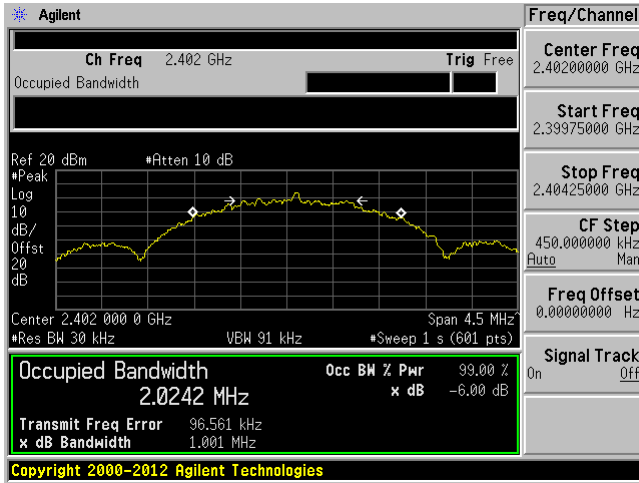 Agilent
Freq/Channel
Ch Freq 2.402 GHz Trig Free
Occupied Bandwidth
Center Freq
2.40200000 GHz
Start Freq
2.39975000 GHz
Stop Freq
2.40425000 GHz
CF Step
450.000000 kHz
Auto Man
Freq Offset
0.00000000 Hz
Signal Track
On Off
Ref 20 dBm #Atten 10 dB
#Peak
Log
10
dB/
Offst
20
dB
Center 2.402 000 0 GHz Span 4.5 MHz^
#Res BW 30 kHz VBW 91 kHz #Sweep 1 s (601 pts)
Occupied Bandwidth Occ BW % Pwr 99.00 %
2.0242 MHz x dB -6.00 dB
Transmit Freq Error 96.561 kHz
x dB Bandwidth 1.001 MHz
Copyright 2000-2012 Agilent Technologies